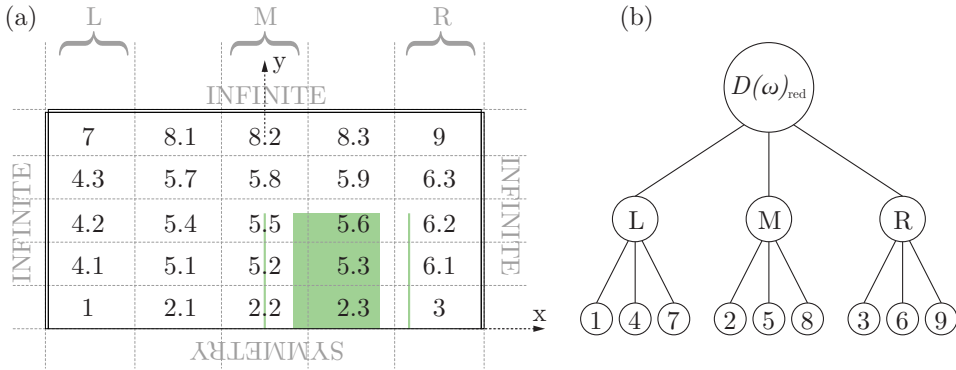 (a)
L M R
y
INFINITE
7 8.1 8.2 8.3 9
4.3 5.7 5.8 5.9 6.3
4.2 5.4 5.5 5.6 6.2
4.1 5.1 5.2 5.3 6.1
1 2.1 2.2 2.3 3
x
INFINITE
INFINITE
SYMMETRY
(b)
D(ω)red
L M R
1 4 7 2 5 8 3 6 9